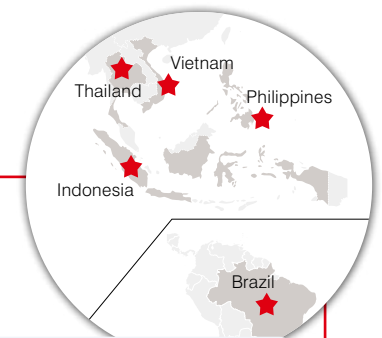 Vietnam
Thailand
Philippines
Indonesia
Brazil